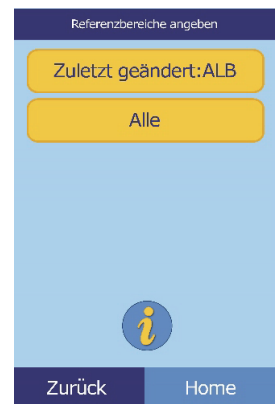 Referenzbereiche angeben
Zuletzt geändert:ALB
Alle
i
Zurück Home